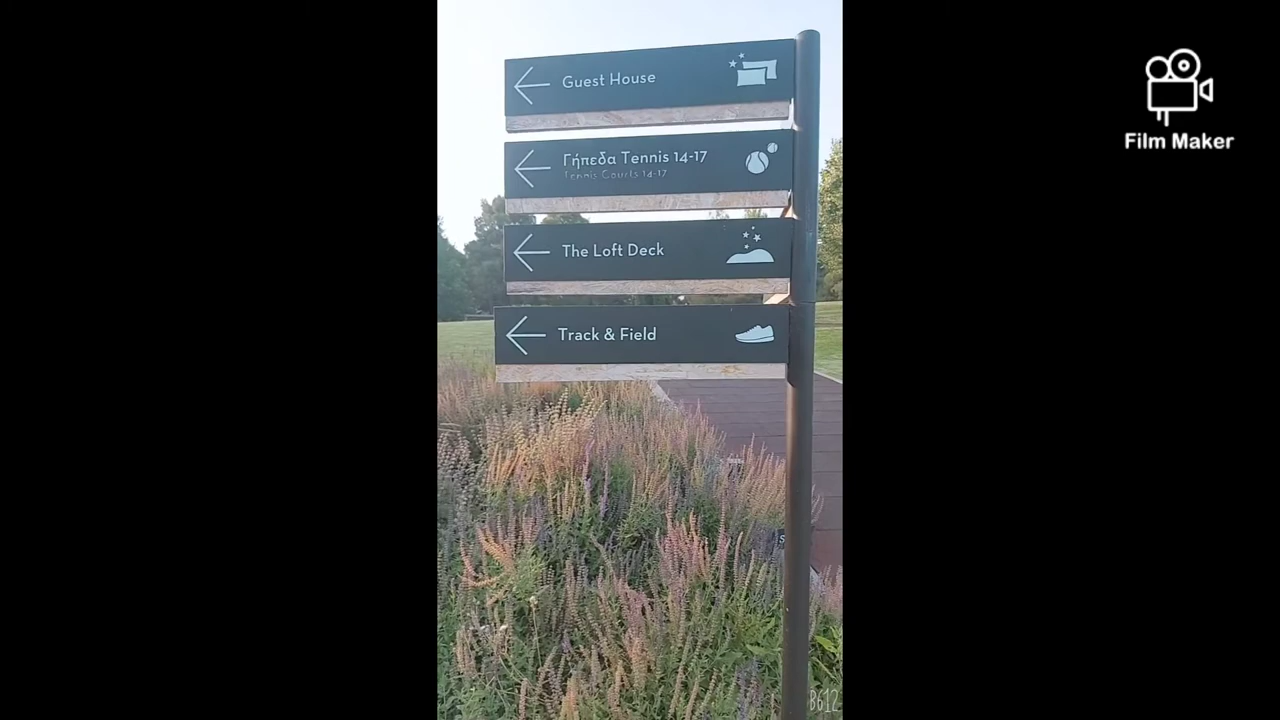 Guest House
Γήπεδα Tennis 14-17
Tennis Courts 14-17
The Loft Deck
Track & Field
Film Maker
B612